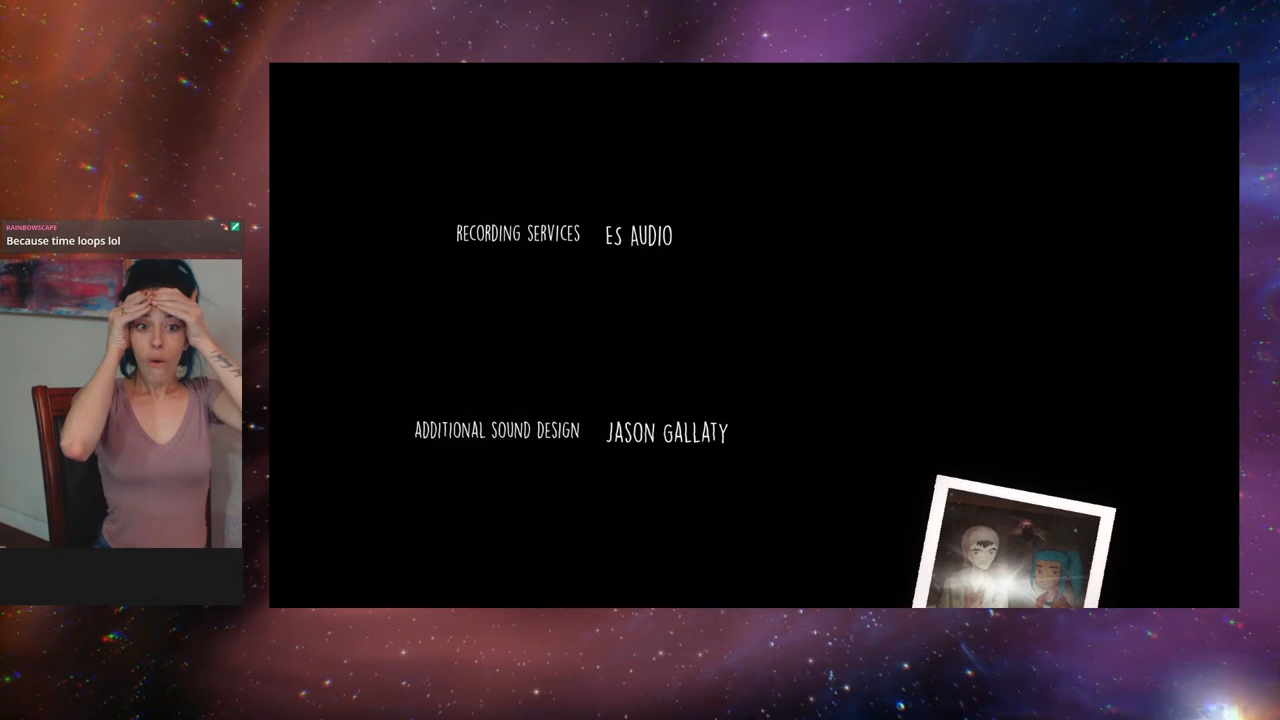 RAINBOWSCAPE
Because time loops lol
RECORDING SERVICES ES AUDIO
ADDITIONAL SOUND DESIGN JASON GALLATY